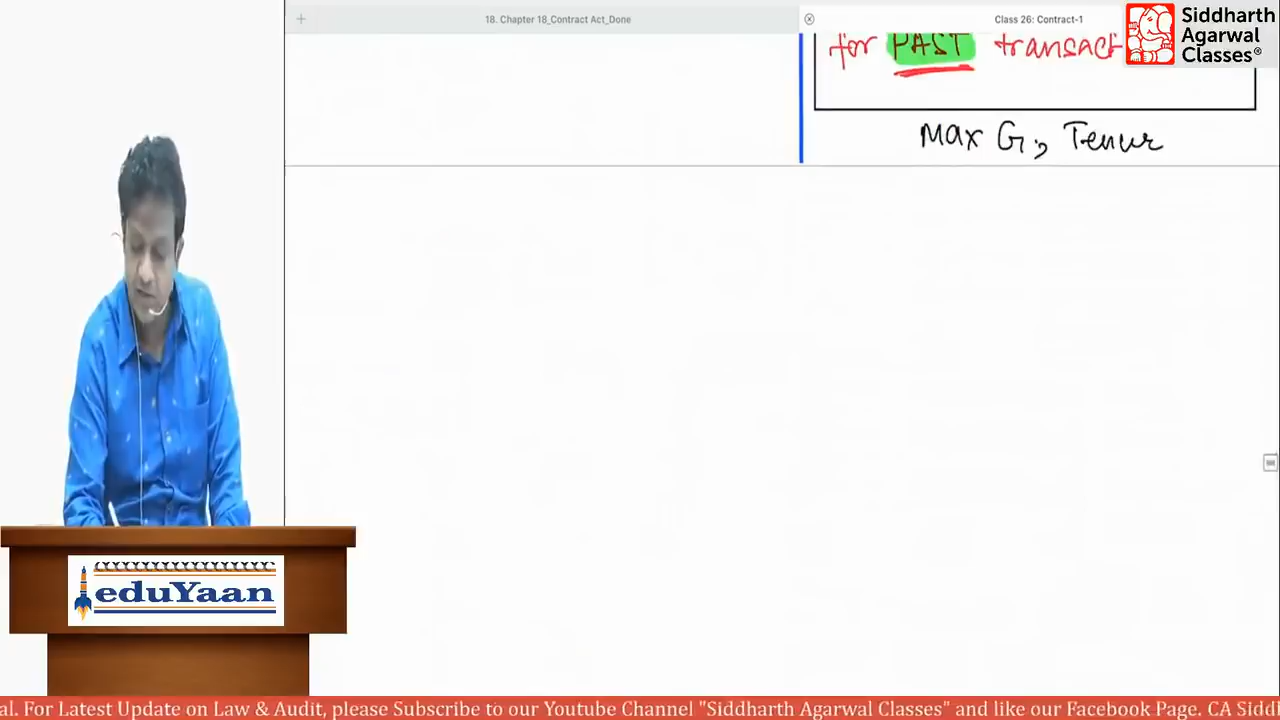 18. Chapter 18_Contract Act_Done
Class 26: Contract-1
Siddharth
Agarwal
Classes®
for PAST transact
Max G, Tenur
eduYaan
al. For Latest Update on Law & Audit, please Subscribe to our Youtube Channel "Siddharth Agarwal Classes" and like our Facebook Page. CA Sidd